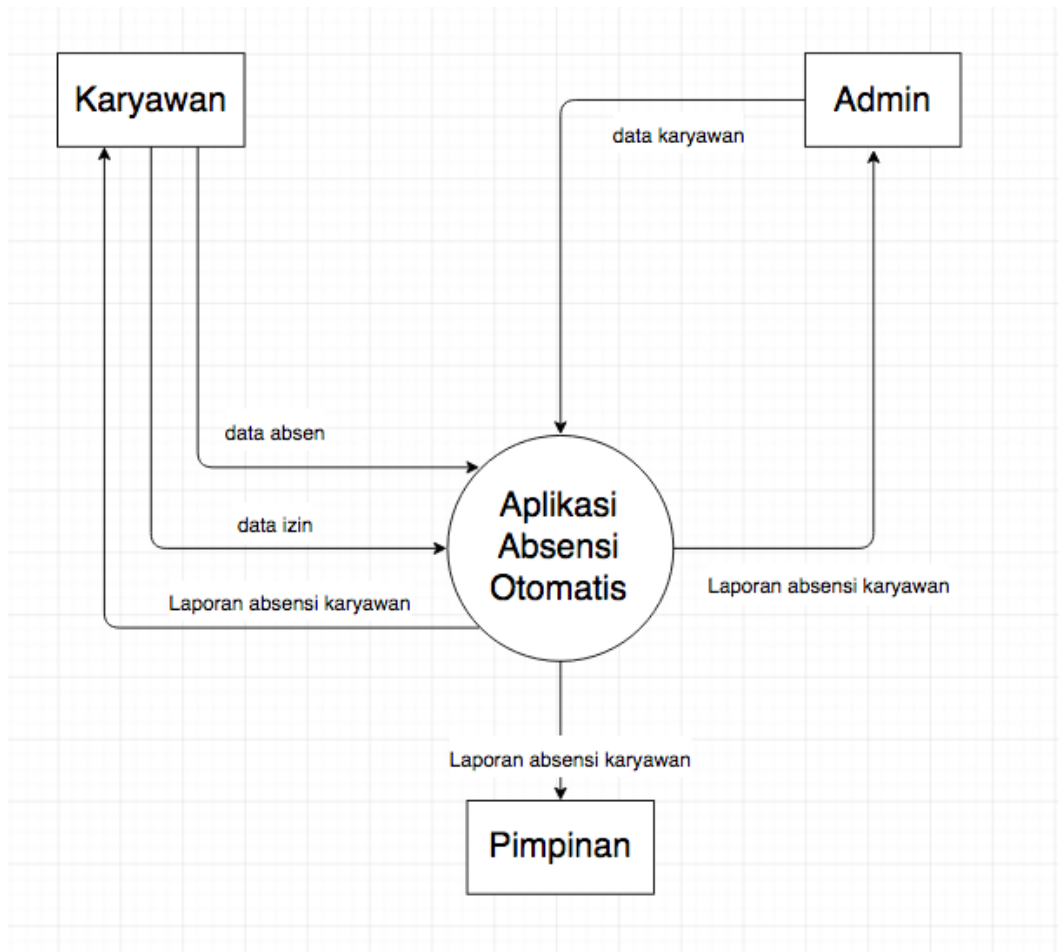 Karyawan
Admin
data karyawan
data absen
Aplikasi
Absensi
Otomatis
data izin
Laporan absensi karyawan
Laporan absensi karyawan
Laporan absensi karyawan
Pimpinan